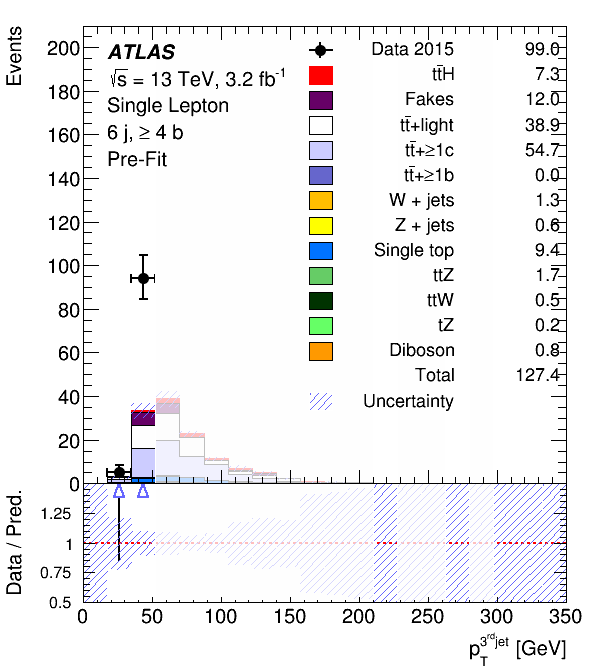 Events
ATLAS
√s = 13 TeV, 3.2 fb⁻¹
Single Lepton
6 j, ≥ 4 b
Pre-Fit
Data 2015 99.0
tt̄H 7.3
Fakes 12.0
tt̄+light 38.9
tt̄+≥1c 54.7
tt̄+≥1b 0.0
W + jets 1.3
Z + jets 0.6
Single top 9.4
ttZ 1.7
ttW 0.5
tZ 0.2
Diboson 0.8
Total 127.4
Uncertainty
200
180
160
140
120
100
80
60
40
20
0
Data / Pred.
1.25
1
0.75
0.5
0 50 100 150 200 250 300 350
p_T^{3^{rd}jet} [GeV]